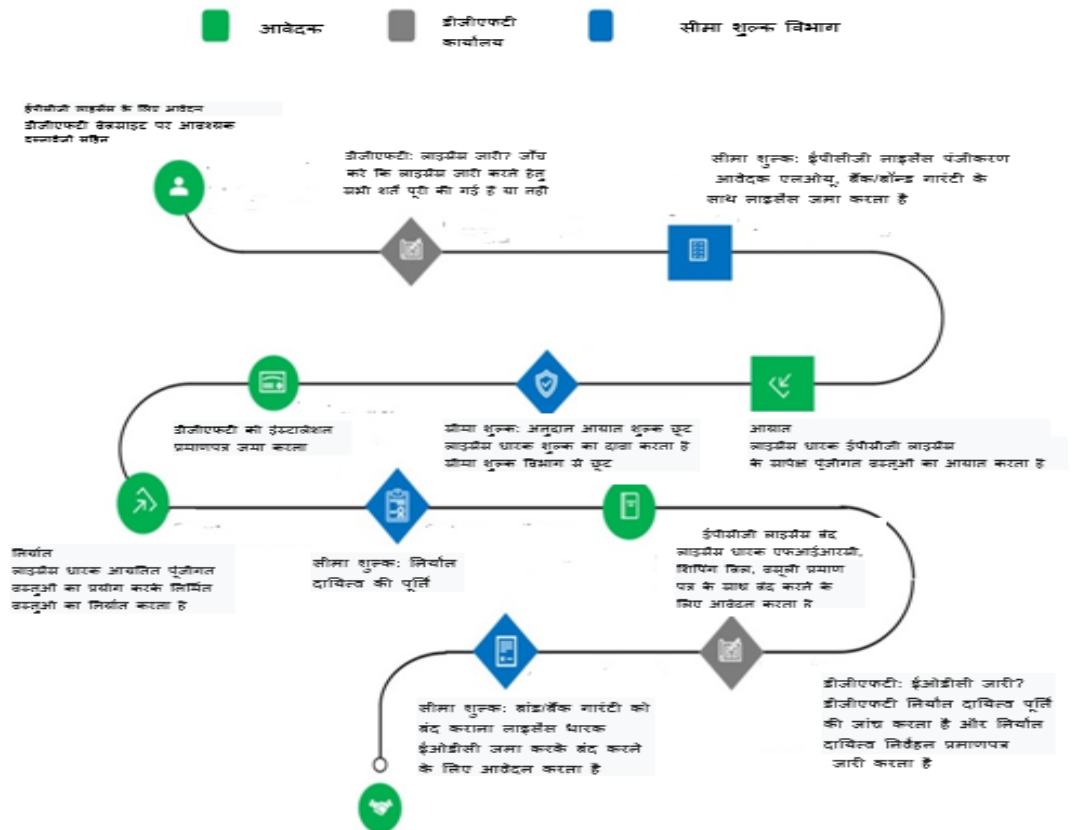 आवेदक
डीजीएफटी
कार्यालय
सीमा शुल्क विभाग
ईपीसीजी लाइसेंस के लिए आवेदन
डीजीएफटी वेबसाइट पर आवश्यक
दस्तावेजों सहित
डीजीएफटी: लाइसेंस जारी? जाँच
करें कि लाइसेंस जारी करने हेतु
सभी शर्तें पूरी की गई हैं या नहीं
सीमा शुल्क: ईपीसीजी लाइसेंस पंजीकरण
आवेदक एलओयू, बैंक/बॉन्ड गारंटी के
साथ लाइसेंस जमा करता है
डीजीएफटी को इंस्टालेशन
प्रमाणपत्र जमा करना
सीमा शुल्क: अनुदान आयात शुल्क छूट
लाइसेंस धारक शुल्क का दावा करता है
सीमा शुल्क विभाग से छूट
आयात
लाइसेंस धारक ईपीसीजी लाइसेंस
के सापेक्ष पूंजीगत वस्तुओं का आयात करता है
निर्यात
लाइसेंस धारक आयातित पूंजीगत
वस्तुओं का प्रयोग करके निर्मित
वस्तुओं का निर्यात करता है
सीमा शुल्क: निर्यात
दायित्व की पूर्ति
ईपीसीजी लाइसेंस बंद
लाइसेंस धारक एफआईआरसी,
शिपिंग बिल, वसूली प्रमाण
पत्र के साथ बंद करने के
लिए आवेदन करता है
सीमा शुल्क: बांड/बैंक गारंटी को
बंद कराना लाइसेंस धारक
ईओडीसी जमा करके बंद करने
के लिए आवेदन करता है
डीजीएफटी: ईओडीसी जारी?
डीजीएफटी निर्यात दायित्व पूर्ति
की जांच करता है और निर्यात
दायित्व निर्वहन प्रमाणपत्र
जारी करता है